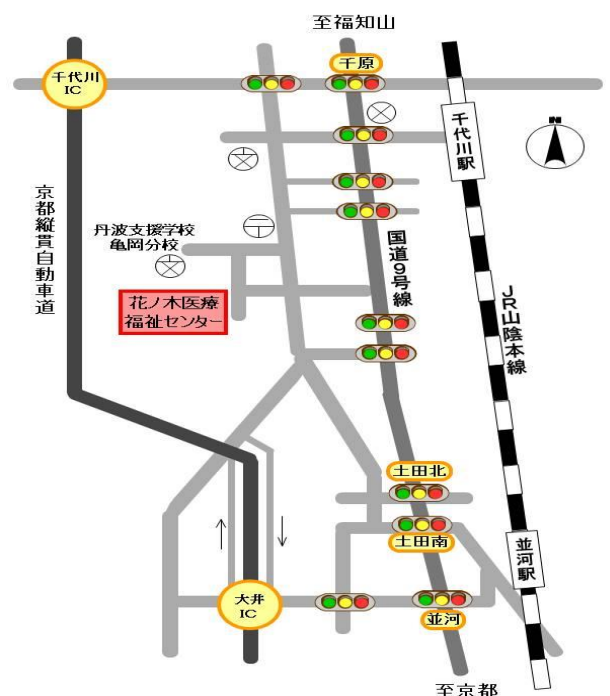 至福知山
千原
千代川
IC
千代川駅
京都縦貫自動車道
丹波支援学校
亀岡分校
国道9号線
花ノ木医療
福祉センター
JR山陰本線
土田北
土田南
並河駅
大井
IC
並河
至京都